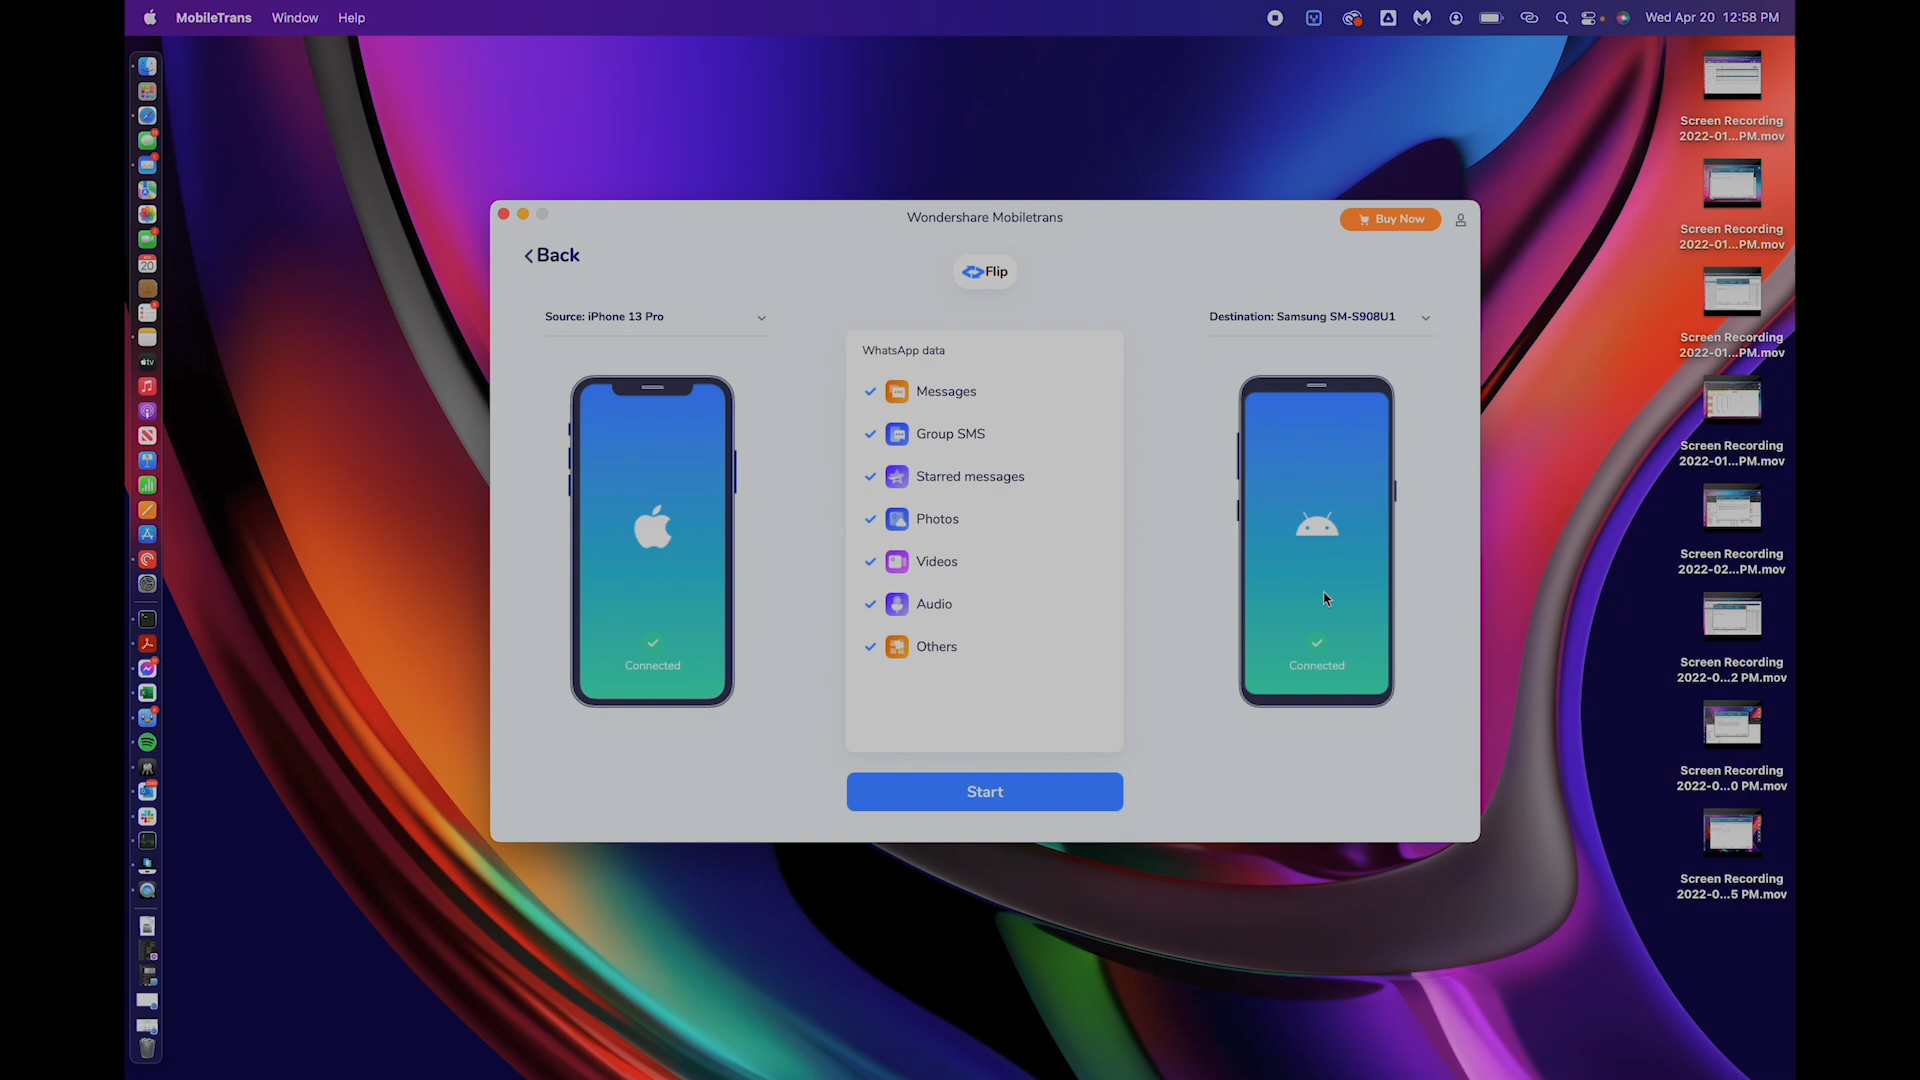 MobileTrans Window Help
Wed Apr 20 12:58 PM
Wondershare Mobiletrans
Buy Now
Back
Flip
Source: iPhone 13 Pro
Destination: Samsung SM-S908U1
WhatsApp data
Messages
Group SMS
Starred messages
Photos
Videos
Audio
Others
Connected
Connected
Start
Screen Recording
2022-01...PM.mov
Screen Recording
2022-01...PM.mov
Screen Recording
2022-01...PM.mov
Screen Recording
2022-01...PM.mov
Screen Recording
2022-02...PM.mov
Screen Recording
2022-0...2 PM.mov
Screen Recording
2022-0...0 PM.mov
Screen Recording
2022-0...5 PM.mov
20
tv